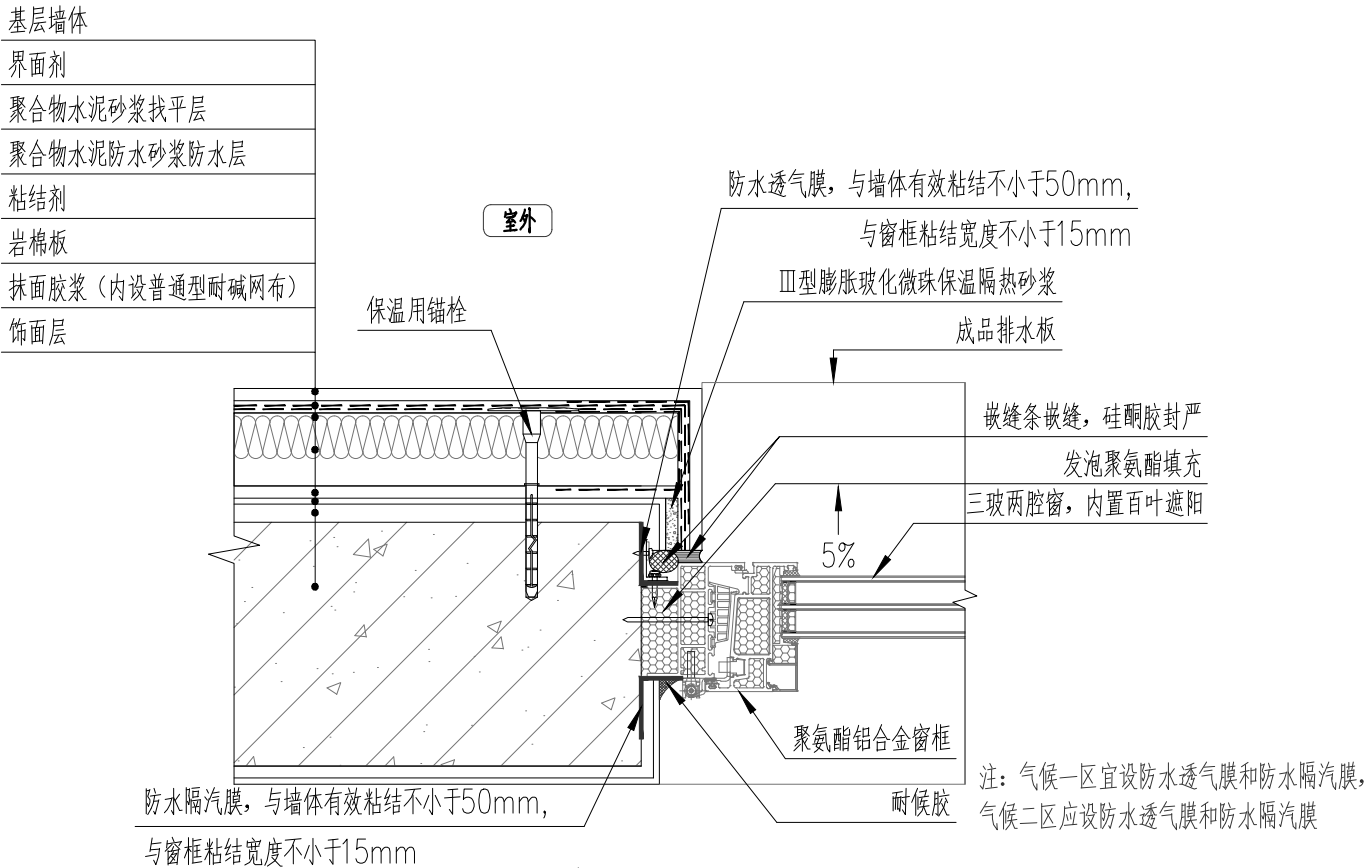 基层墙体
界面剂
聚合物水泥砂浆找平层
聚合物水泥防水砂浆防水层
粘结剂
岩棉板
抹面胶浆（内设普通型耐碱网布）
饰面层
室外
保温用锚栓
防水透气膜，与墙体有效粘结不小于50mm，
与窗框粘结宽度不小于15mm
Ⅲ型膨胀玻化微珠保温隔热砂浆
成品排水板
嵌缝条嵌缝，硅酮胶封严
发泡聚氨酯填充
三玻两腔窗，内置百叶遮阳
5%
聚氨酯铝合金窗框
耐候胶
防水隔汽膜，与墙体有效粘结不小于50mm，
与窗框粘结宽度不小于15mm
注：气候一区宜设防水透气膜和防水隔汽膜，
气候二区应设防水透气膜和防水隔汽膜